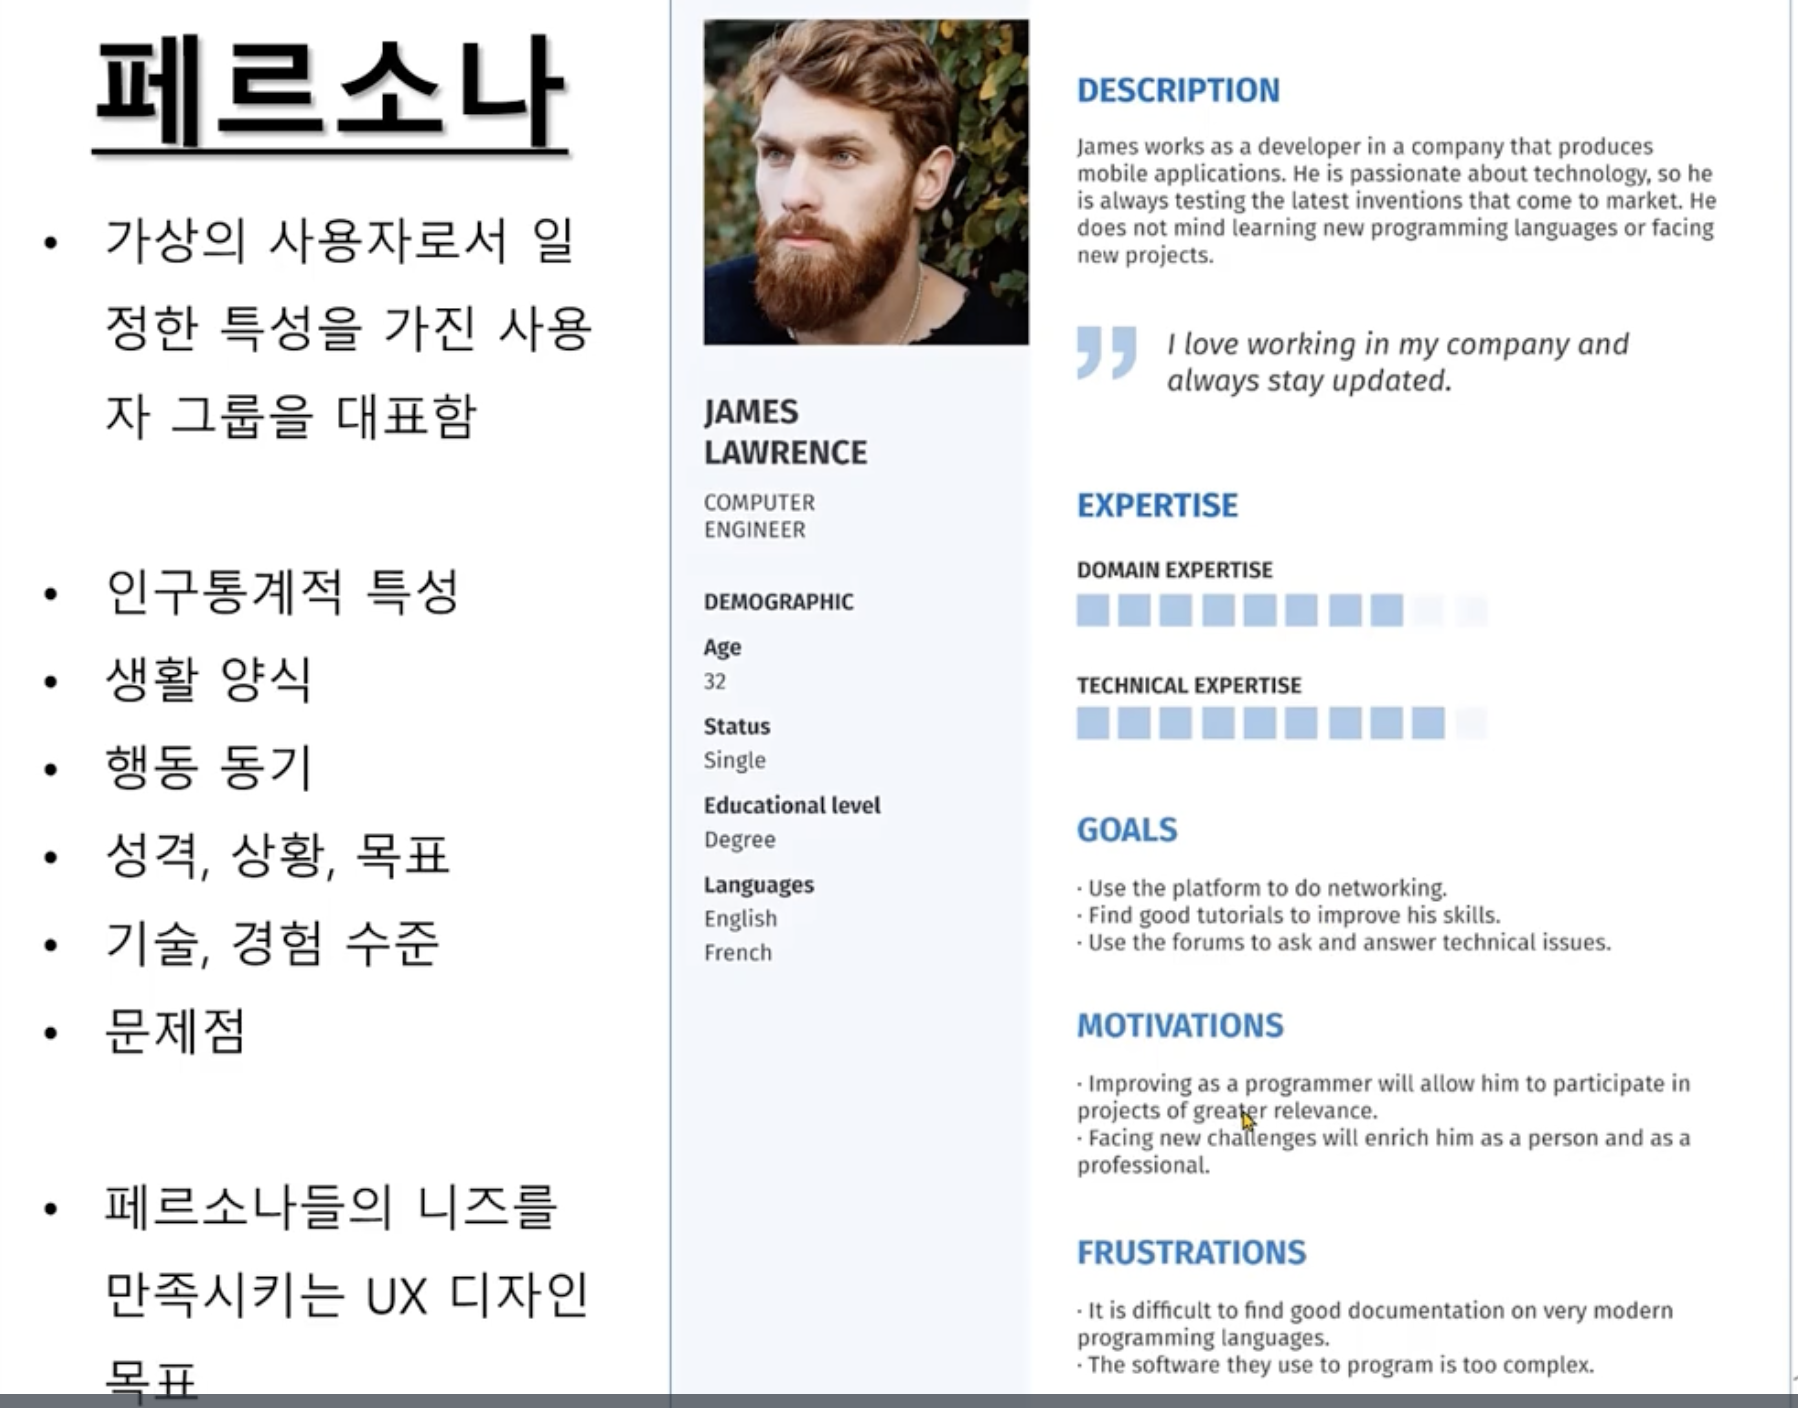 페르소나
• 가상의 사용자로서 일
정한 특성을 가진 사용
자 그룹을 대표함
• 인구통계적 특성
• 생활 양식
• 행동 동기
• 성격, 상황, 목표
• 기술, 경험 수준
• 문제점
• 페르소나들의 니즈를
만족시키는 UX 디자인
목표
JAMES
LAWRENCE
COMPUTER
ENGINEER
DEMOGRAPHIC
Age
32
Status
Single
Educational level
Degree
Languages
English
French
DESCRIPTION
James works as a developer in a company that produces
mobile applications. He is passionate about technology, so he
is always testing the latest inventions that come to market. He
does not mind learning new programming languages or facing
new projects.
” I love working in my company and
always stay updated.
EXPERTISE
DOMAIN EXPERTISE
TECHNICAL EXPERTISE
GOALS
· Use the platform to do networking.
· Find good tutorials to improve his skills.
· Use the forums to ask and answer technical issues.
MOTIVATIONS
· Improving as a programmer will allow him to participate in
projects of greater relevance.
· Facing new challenges will enrich him as a person and as a
professional.
FRUSTRATIONS
· It is difficult to find good documentation on very modern
programming languages.
· The software they use to program is too complex.